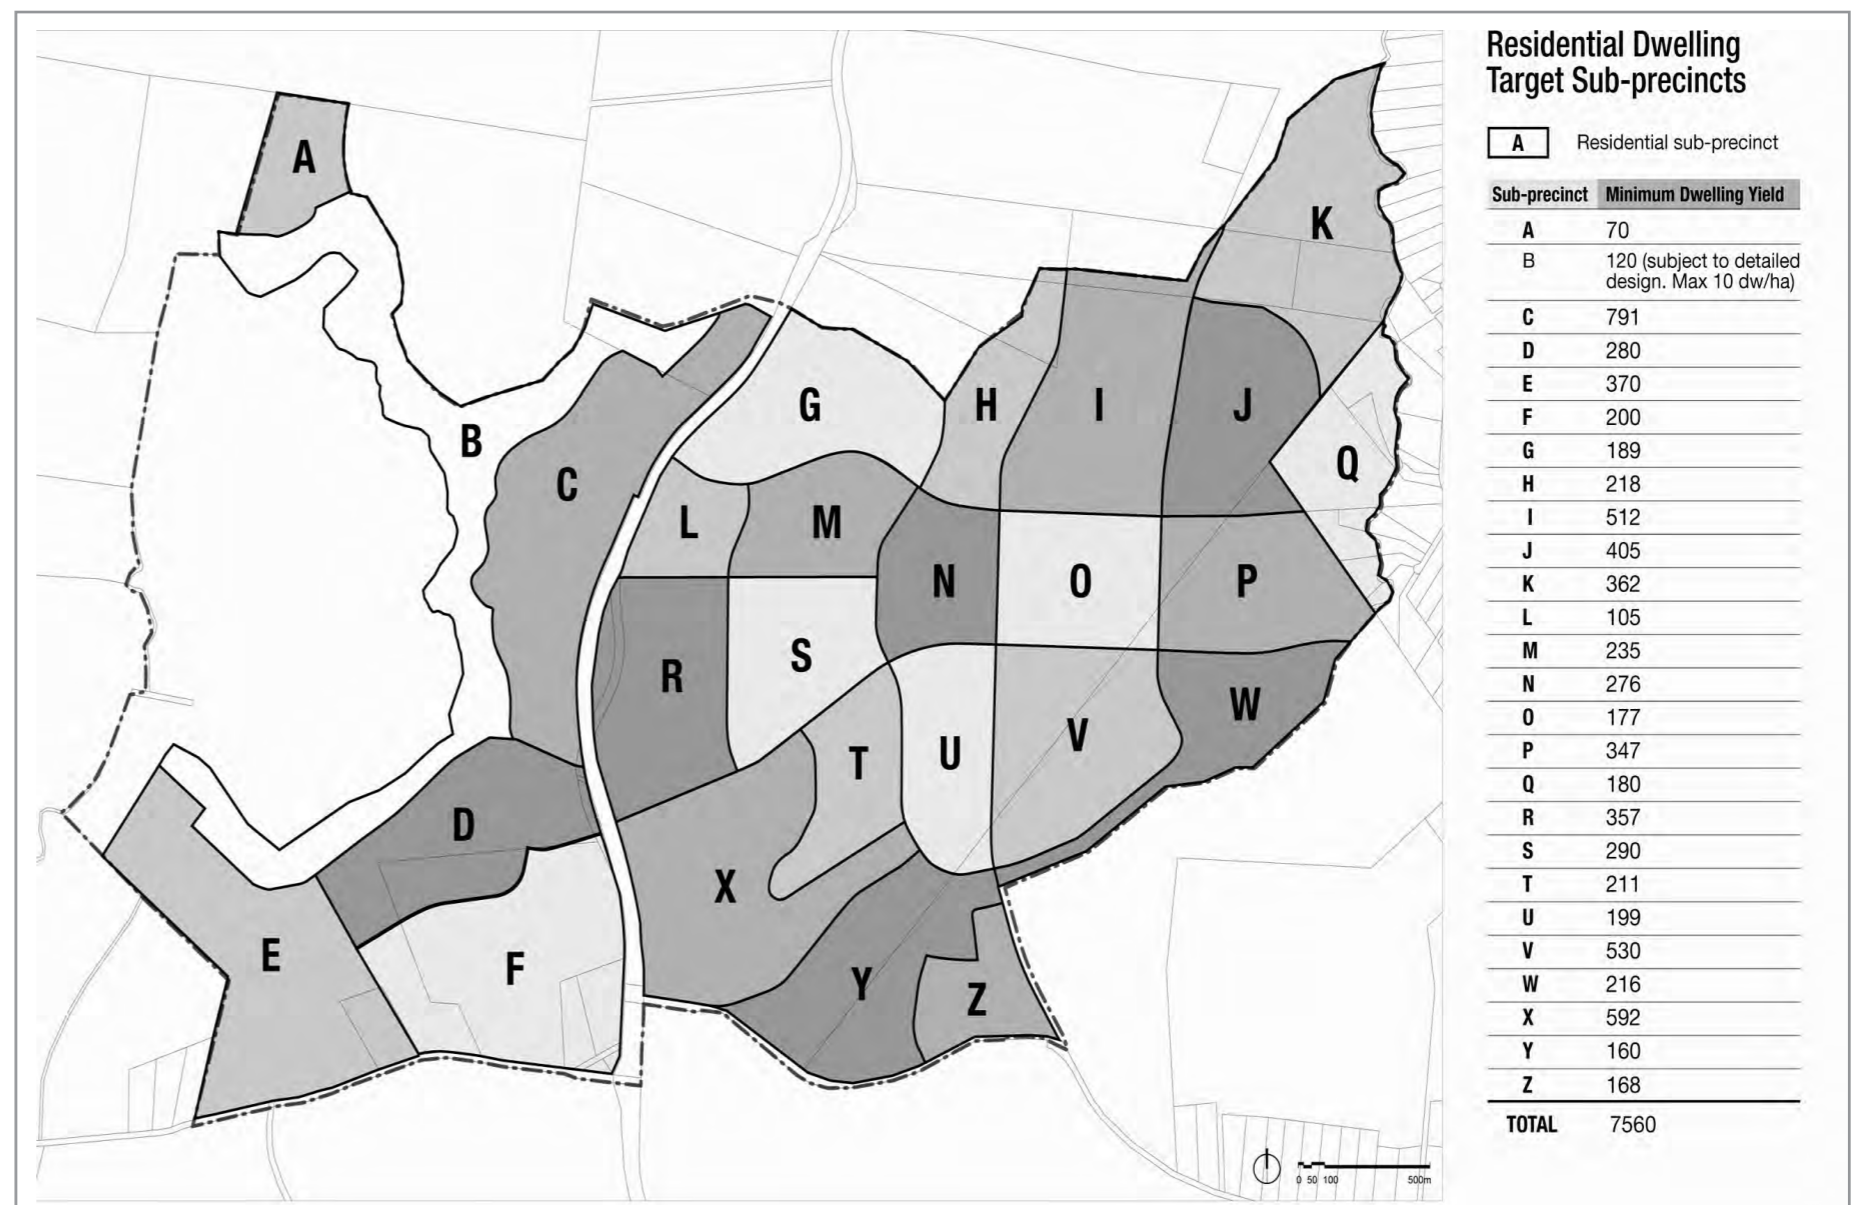 Residential Dwelling
Target Sub-precincts
A Residential sub-precinct
Sub-precinct Minimum Dwelling Yield
A 70
B 120 (subject to detailed
design. Max 10 dw/ha)
C 791
D 280
E 370
F 200
G 189
H 218
I 512
J 405
K 362
L 105
M 235
N 276
O 177
P 347
Q 180
R 357
S 290
T 211
U 199
V 530
W 216
X 592
Y 160
Z 168
TOTAL 7560
A
K
B
C
G
H
I
J
Q
L
M
N
O
P
R
S
T
U
V
W
D
X
E
F
Y
Z
0 50 100 500m